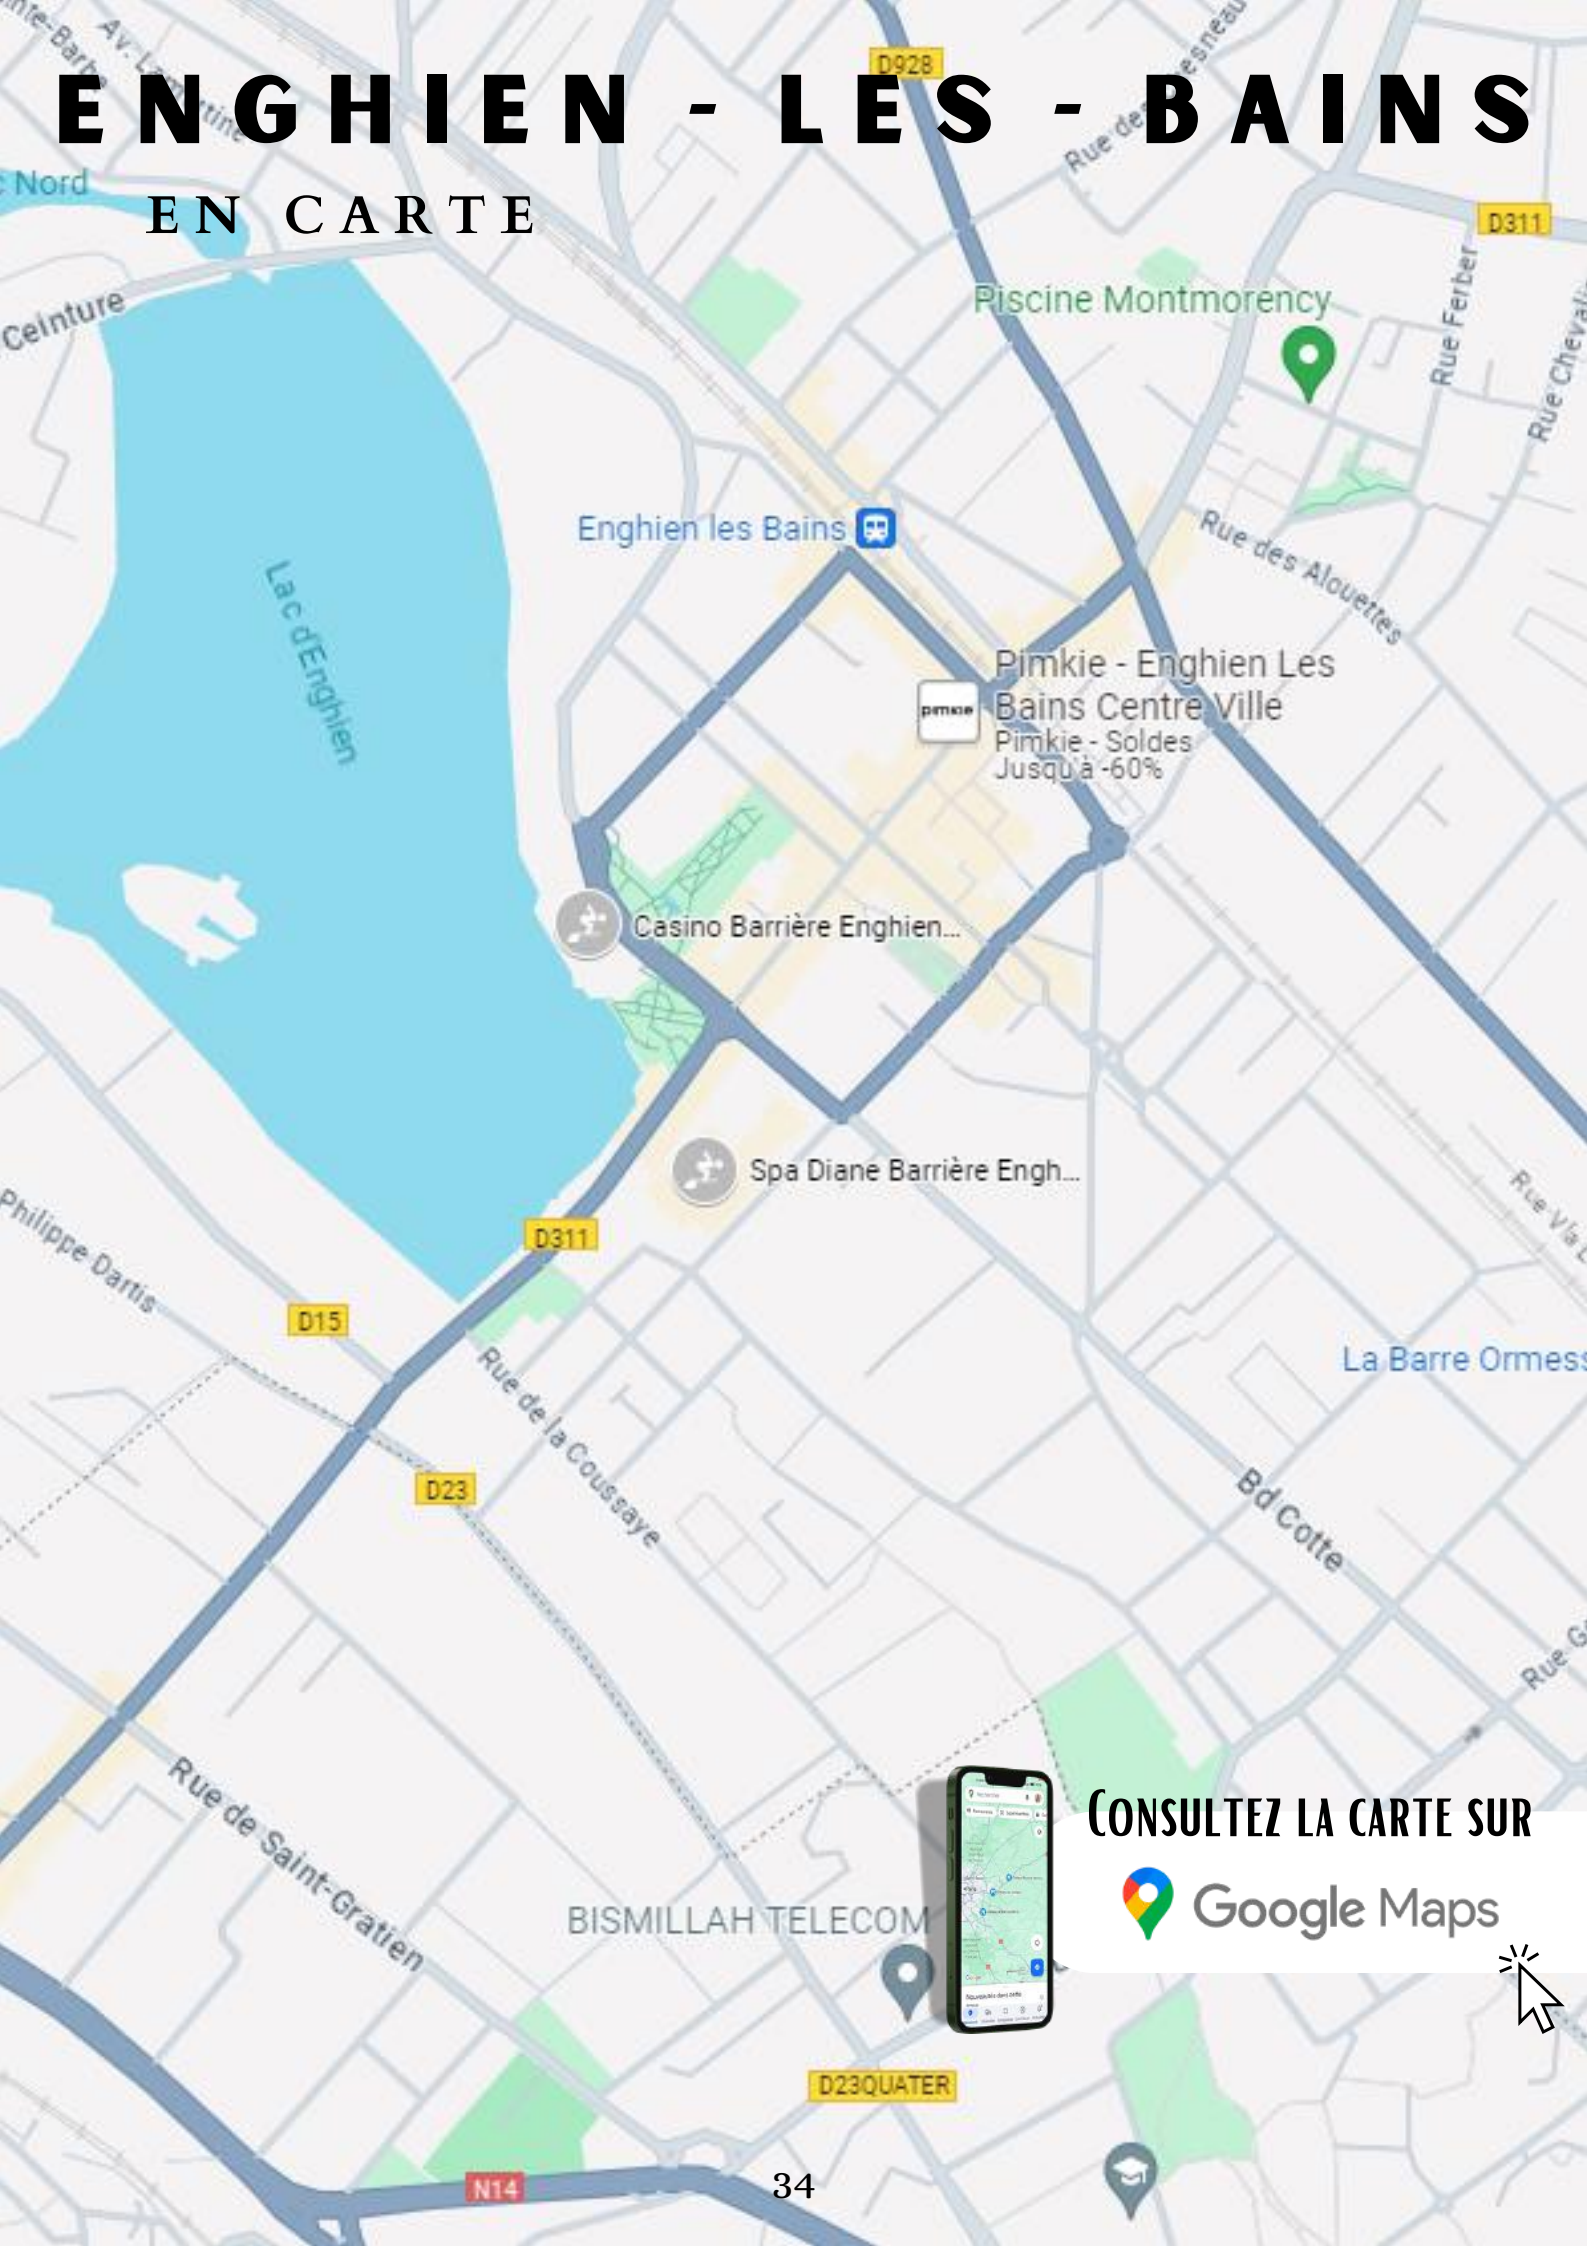 Av. Lamartine
D928
ENGHIEN - LES - BAINS
Nord
EN CARTE
D311
Ceinture
Piscine Montmorency
Rue Ferber
Enghien les Bains
Rue des Alouettes
Lac d'Enghien
Pimkie - Enghien Les
pimkie
Bains Centre Ville
Pimkie - Soldes
Jusqu'à -60%
Casino Barrière Enghien...
Spa Diane Barrière Engh...
Philippe Dartis
D311
D15
La Barre Ormess
Rue de la Coussaye
D23
Bd Cotte
Rue de Saint-Gratien
CONSULTEZ LA CARTE SUR
Google Maps
BISMILLAH TELECOM
D23QUATER
N14
34